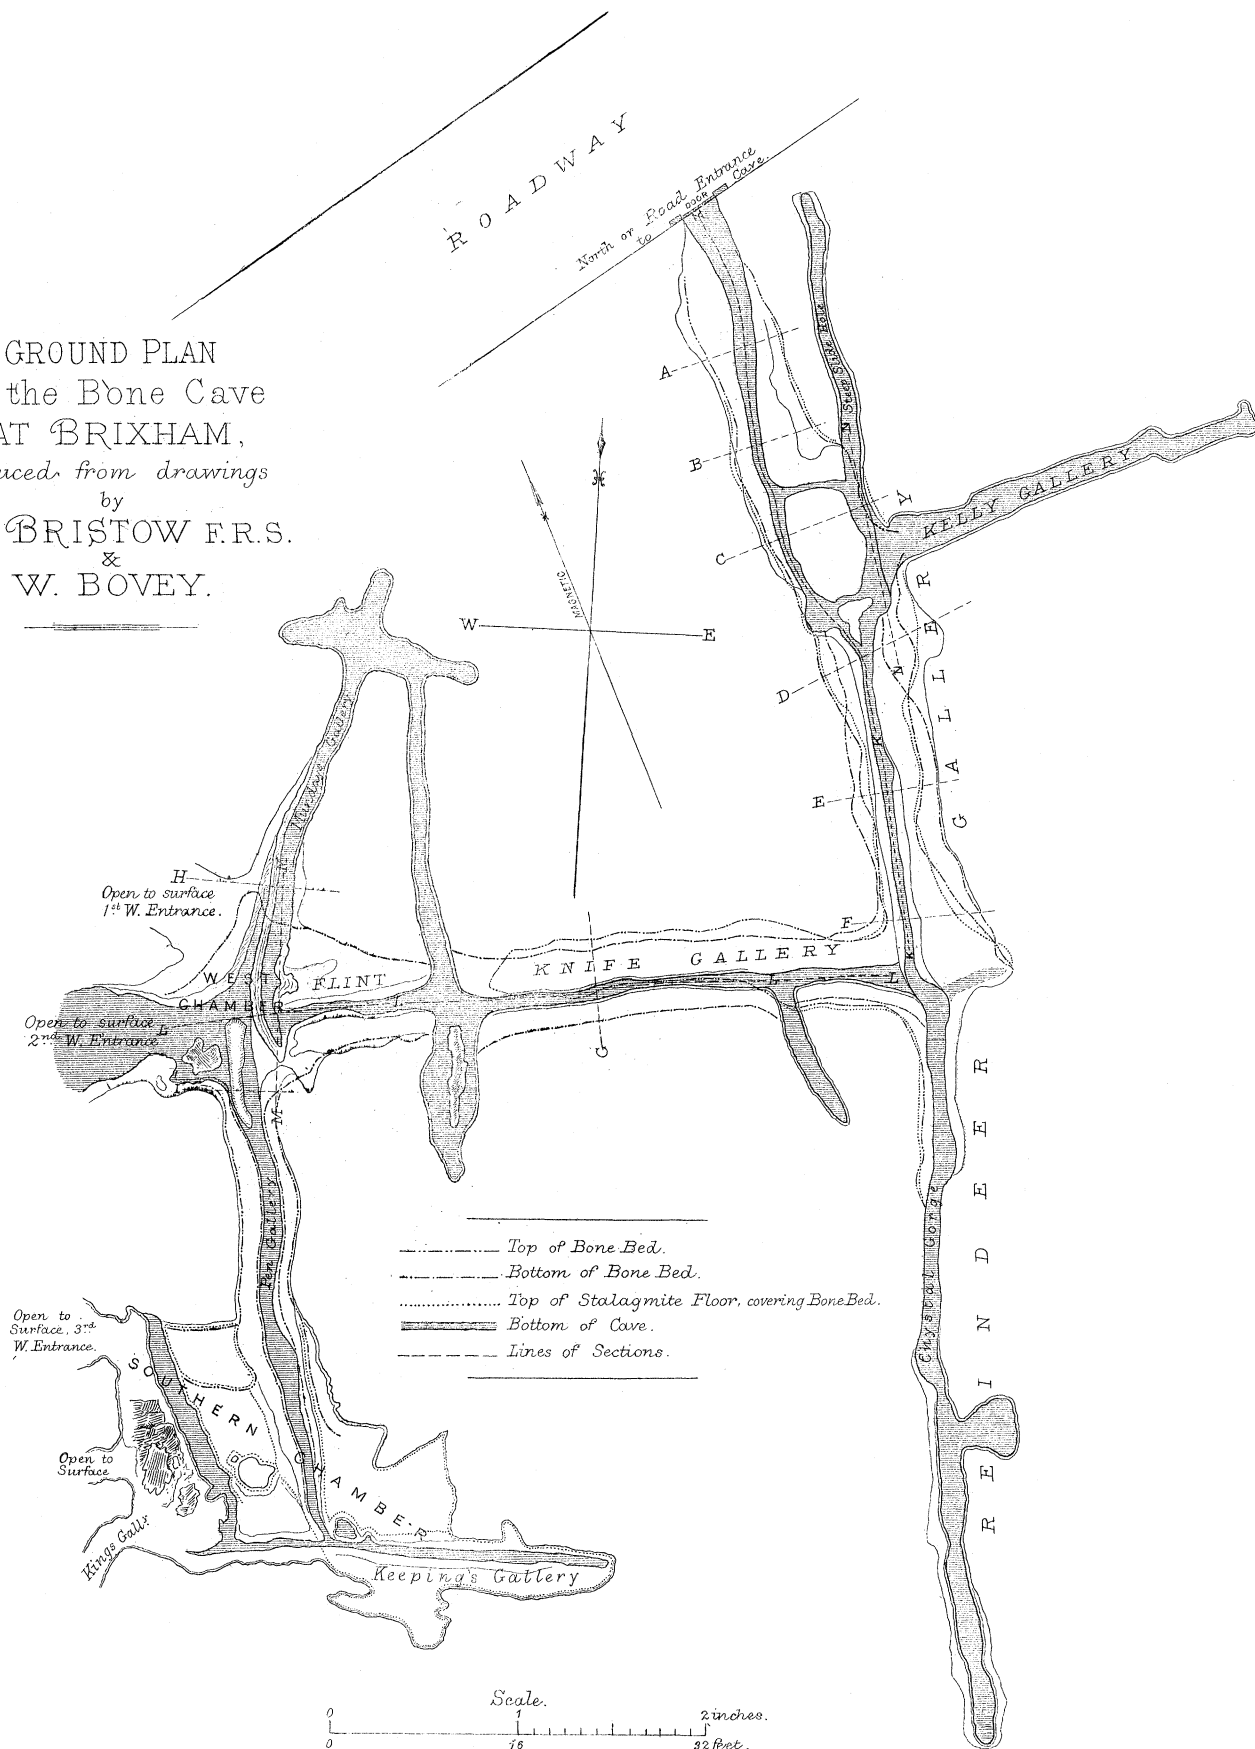 ROADWAY
North or Road Entrance
to Cave.
DOOR
M
GROUND PLAN
the Bone Cave
AT BRIXHAM,
uced from drawings
by
BRISTOW F.R.S.
&
W. BOVEY.
A
B
C
D
E
F
G
H
N Steep Slide Hole
KELLY GALLERY
N
K
K
MAGNETIC
W
E
REINDEER GALLERY
Mundays Gallery
Open to surface
1st W. Entrance.
WEST
CHAMBER
FLINT
KNIFE GALLERY
L
L
L
L
Open to surface
2nd W. Entrance
M
Pen Gallery
Chystal Gorge
Top of Bone Bed.
Bottom of Bone Bed.
Top of Stalagmite Floor, covering Bone Bed.
Bottom of Cave.
Lines of Sections.
Open to
Surface, 3rd
W. Entrance.
SOUTHERN CHAMBER
Open to
Surface
Kings Gally.
Keeping's Gallery
Scale.
0 1 2 inches.
0 16 32 feet.